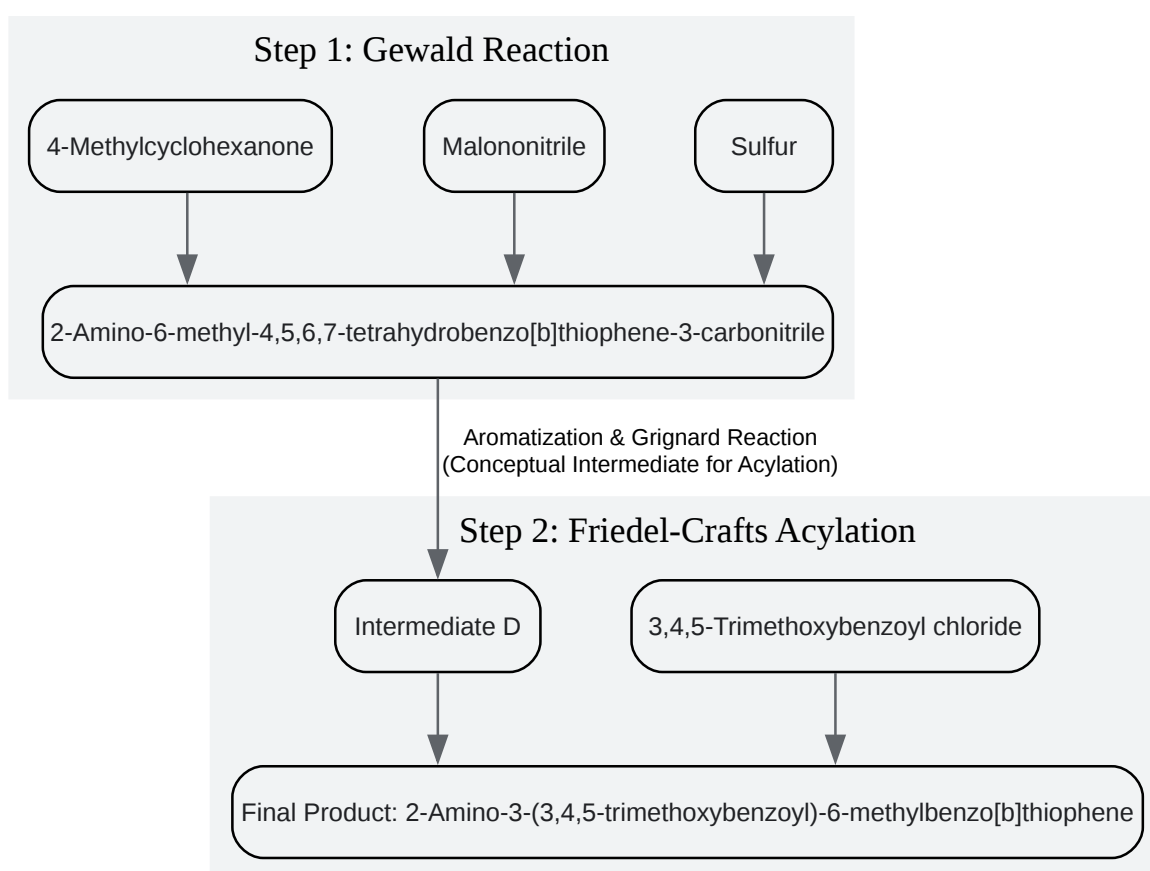 Step 1: Gewald Reaction
4-Methylcyclohexanone
Malononitrile
Sulfur
2-Amino-6-methyl-4,5,6,7-tetrahydrobenzo[b]thiophene-3-carbonitrile
Aromatization & Grignard Reaction
(Conceptual Intermediate for Acylation)
Step 2: Friedel-Crafts Acylation
Intermediate D
3,4,5-Trimethoxybenzoyl chloride
Final Product: 2-Amino-3-(3,4,5-trimethoxybenzoyl)-6-methylbenzo[b]thiophene